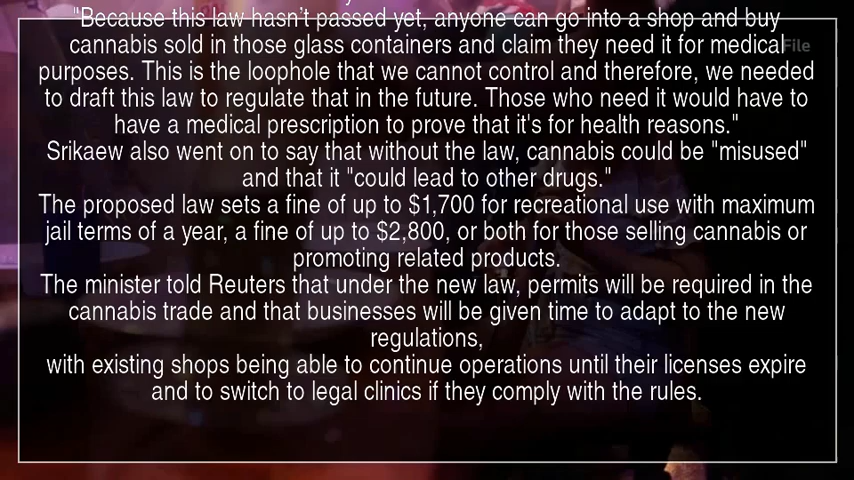 "Because this law hasn't passed yet, anyone can go into a shop and buy
cannabis sold in those glass containers and claim they need it for medical
File
purposes. This is the loophole that we cannot control and therefore, we needed
to draft this law to regulate that in the future. Those who need it would have to
have a medical prescription to prove that it's for health reasons."
Srikaew also went on to say that without the law, cannabis could be "misused"
and that it "could lead to other drugs."
The proposed law sets a fine of up to $1,700 for recreational use with maximum
jail terms of a year, a fine of up to $2,800, or both for those selling cannabis or
promoting related products.
The minister told Reuters that under the new law, permits will be required in the
cannabis trade and that businesses will be given time to adapt to the new
regulations,
with existing shops being able to continue operations until their licenses expire
and to switch to legal clinics if they comply with the rules.